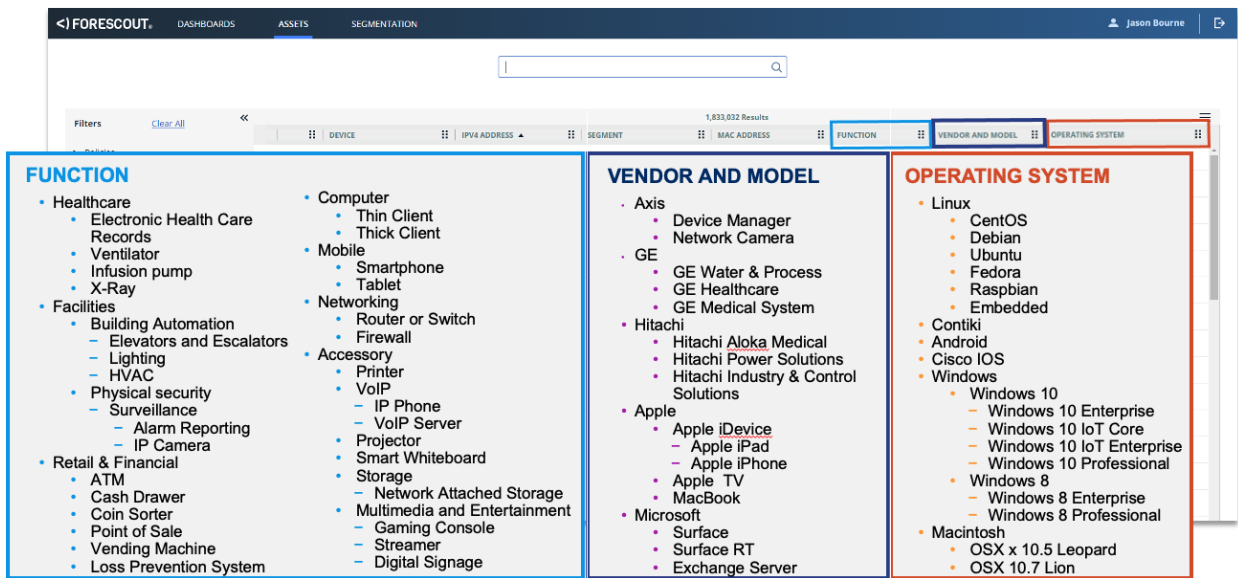 <) FORESCOUT.
DASHBOARDS
ASSETS
SEGMENTATION
Jason Bourne
Filters
Clear All
1,833,032 Results
DEVICE
IPV4 ADDRESS
SEGMENT
MAC ADDRESS
FUNCTION
VENDOR AND MODEL
OPERATING SYSTEM
FUNCTION
• Healthcare
• Electronic Health Care
Records
• Ventilator
• Infusion pump
• X-Ray
• Facilities
• Building Automation
– Elevators and Escalators
– Lighting
– HVAC
• Physical security
– Surveillance
– Alarm Reporting
– IP Camera
• Retail & Financial
• ATM
• Cash Drawer
• Coin Sorter
• Point of Sale
• Vending Machine
• Loss Prevention System
• Computer
• Thin Client
• Thick Client
• Mobile
• Smartphone
• Tablet
• Networking
• Router or Switch
• Firewall
• Accessory
• Printer
• VoIP
– IP Phone
– VoIP Server
• Projector
• Smart Whiteboard
• Storage
– Network Attached Storage
• Multimedia and Entertainment
– Gaming Console
– Streamer
– Digital Signage
VENDOR AND MODEL
• Axis
• Device Manager
• Network Camera
• GE
• GE Water & Process
• GE Healthcare
• GE Medical System
• Hitachi
• Hitachi Aloka Medical
• Hitachi Power Solutions
• Hitachi Industry & Control
Solutions
• Apple
• Apple iDevice
– Apple iPad
– Apple iPhone
• Apple TV
• MacBook
• Microsoft
• Surface
• Surface RT
• Exchange Server
OPERATING SYSTEM
• Linux
• CentOS
• Debian
• Ubuntu
• Fedora
• Raspbian
• Embedded
• Contiki
• Android
• Cisco IOS
• Windows
• Windows 10
– Windows 10 Enterprise
– Windows 10 IoT Core
– Windows 10 IoT Enterprise
– Windows 10 Professional
• Windows 8
– Windows 8 Enterprise
– Windows 8 Professional
• Macintosh
• OSX x 10.5 Leopard
• OSX 10.7 Lion